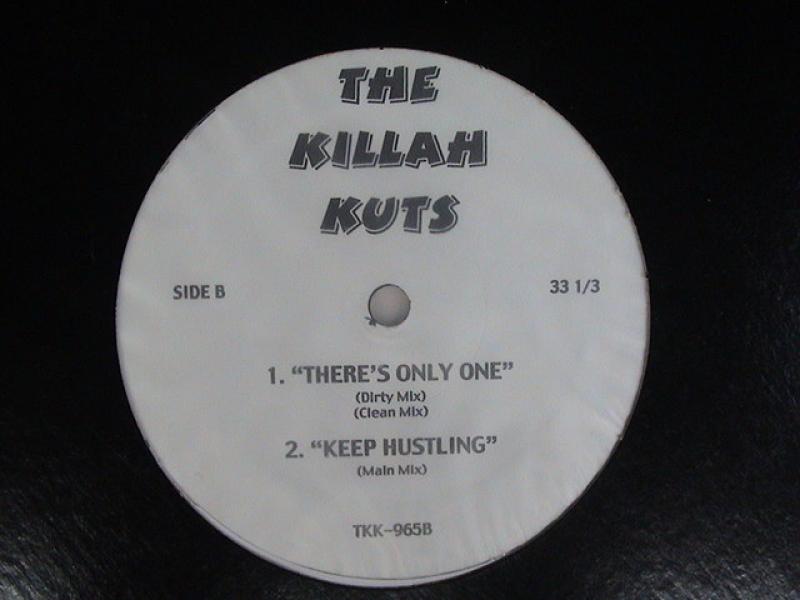 THE
KILLAH
KUTS
SIDE B
33 1/3
1. “THERE’S ONLY ONE”
(Dirty Mix)
(Clean Mix)
2. “KEEP HUSTLING”
(Main Mix)
TKK-965B